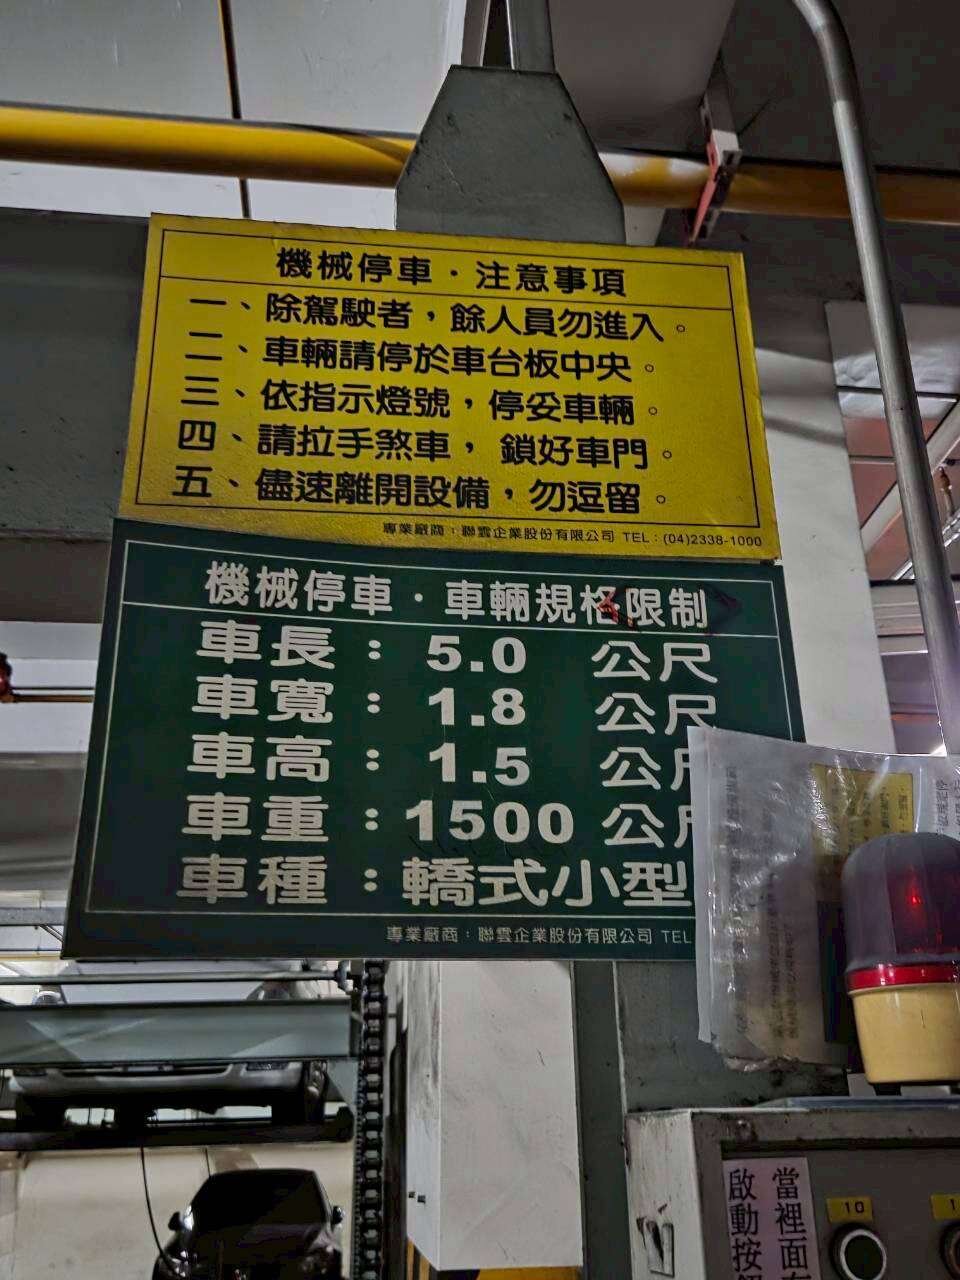 機械停車・注意事項
一、除駕駛者，餘人員勿進入。
二、車輛請停於車台板中央。
三、依指示燈號，停妥車輛。
四、請拉手煞車，鎖好車門。
五、儘速離開設備，勿逗留。
專業廠商：聯雲企業股份有限公司 TEL：(04)2338-1000
機械停車・車輛規格限制
車長：5.0 公尺
車寬：1.8 公尺
車高：1.5 公尺
車重：1500 公斤
車種：轎式小型
專業廠商：聯雲企業股份有限公司 TEL
當裡面
啟動按
10